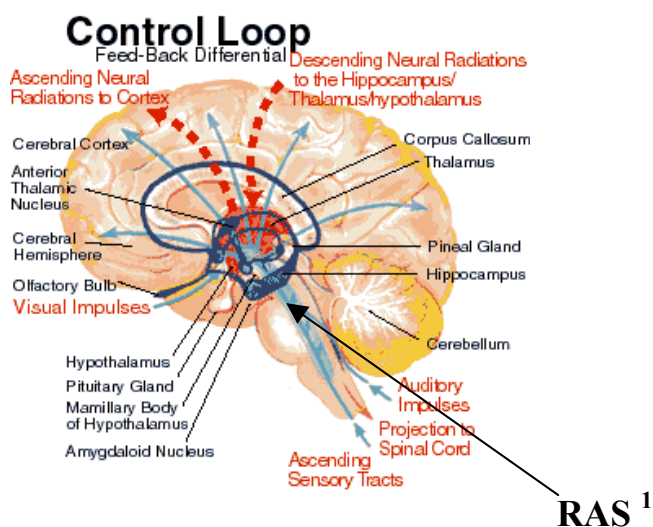 Control Loop
Feed-Back Differential
Ascending Neural
Radiations to Cortex
Descending Neural Radiations
to the Hippocampus/
Thalamus/hypothalamus
Cerebral Cortex
Anterior
Thalamic
Nucleus
Cerebral
Hemisphere
Olfactory Bulb
Visual Impulses
Hypothalamus
Pituitary Gland
Mamillary Body
of Hypothalamus
Amygdaloid Nucleus
Corpus Callosum
Thalamus
Pineal Gland
Hippocampus
Cerebellum
Auditory
Impulses
Projection to
Spinal Cord
Ascending
Sensory Tracts
RAS 1